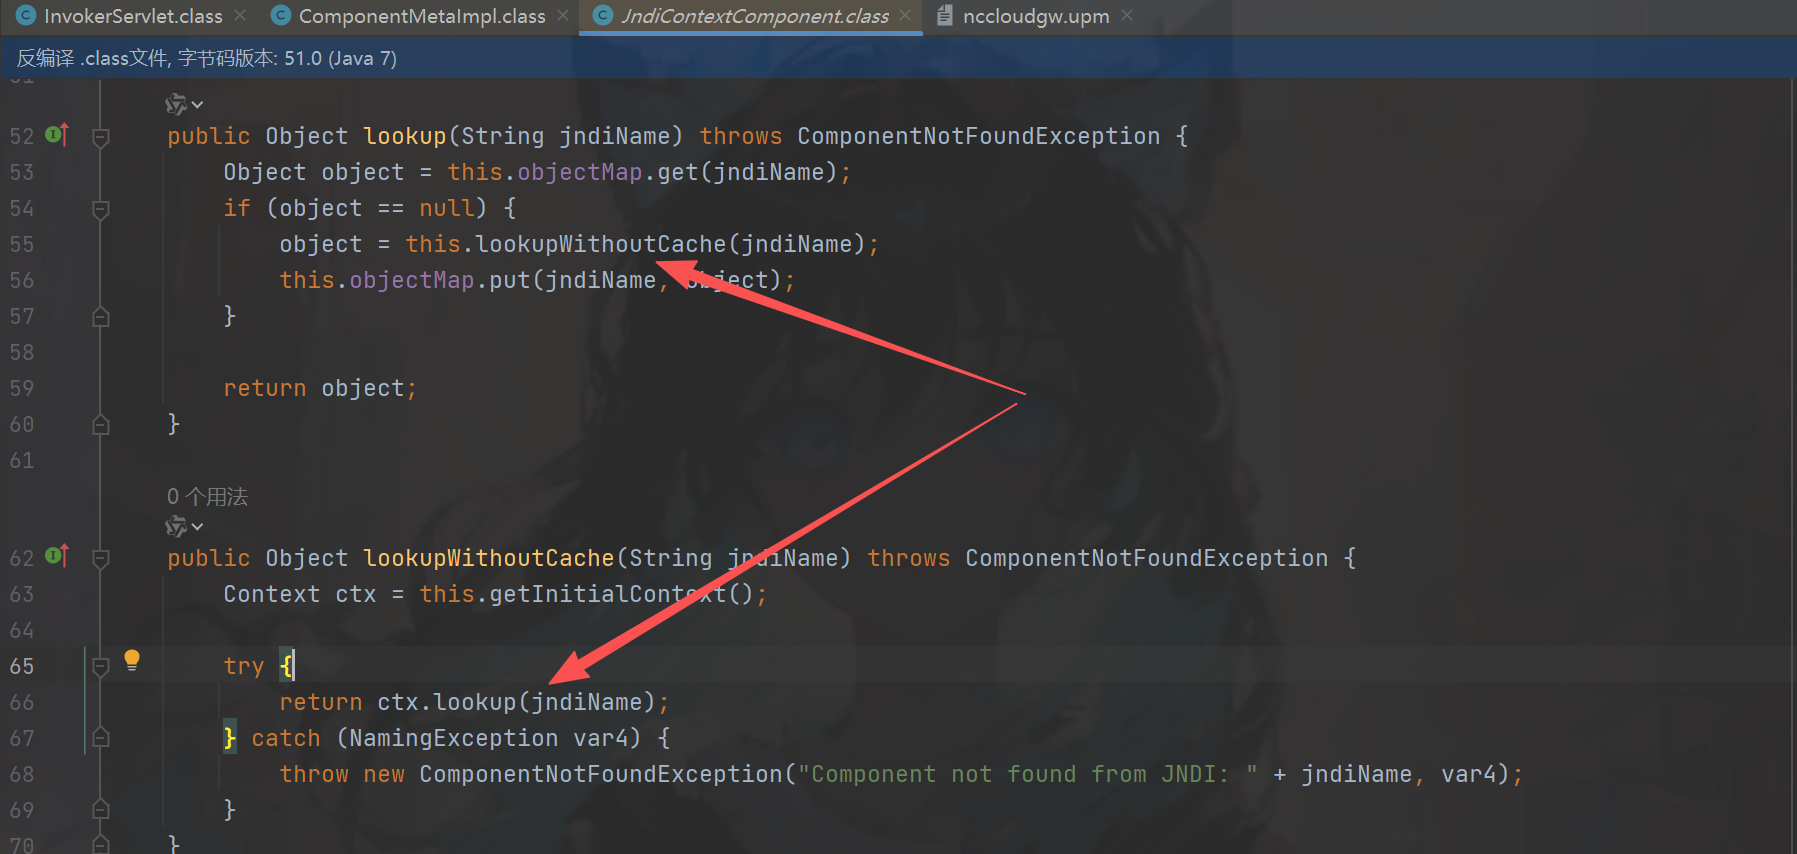 InvokerServlet.class ComponentMetaImpl.class JndiContextComponent.class nccloudgw.upm
反编译 .class文件, 字节码版本: 51.0 (Java 7)
52 public Object lookup(String jndiName) throws ComponentNotFoundException {
53 Object object = this.objectMap.get(jndiName);
54 if (object == null) {
55 object = this.lookupWithoutCache(jndiName);
56 this.objectMap.put(jndiName, object);
57 }
58
59 return object;
60 }
61
0 个用法
62 public Object lookupWithoutCache(String jndiName) throws ComponentNotFoundException {
63 Context ctx = this.getInitialContext();
64
65 try {
66 return ctx.lookup(jndiName);
67 } catch (NamingException var4) {
68 throw new ComponentNotFoundException("Component not found from JNDI: " + jndiName, var4);
69 }
70 }